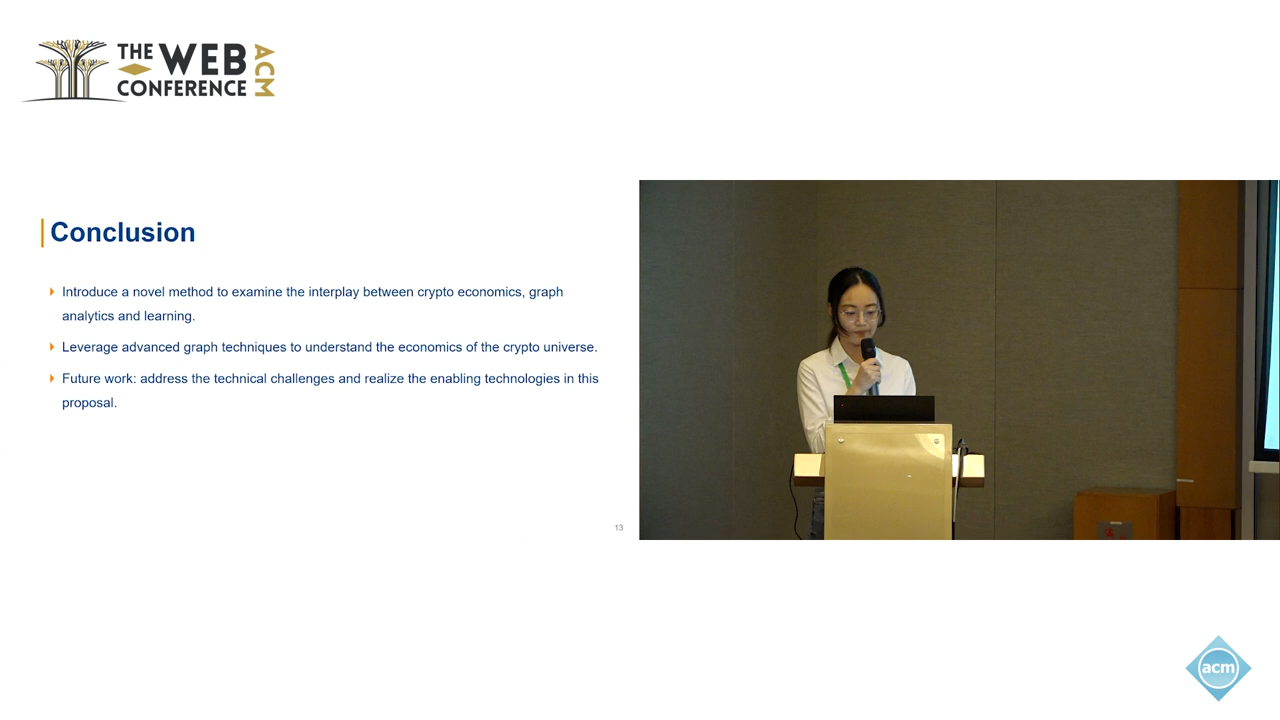 THE WEB
CONFERENCE
ACM
Conclusion
Introduce a novel method to examine the interplay between crypto economics, graph
analytics and learning.
Leverage advanced graph techniques to understand the economics of the crypto universe.
Future work: address the technical challenges and realize the enabling technologies in this
proposal.
13
acm